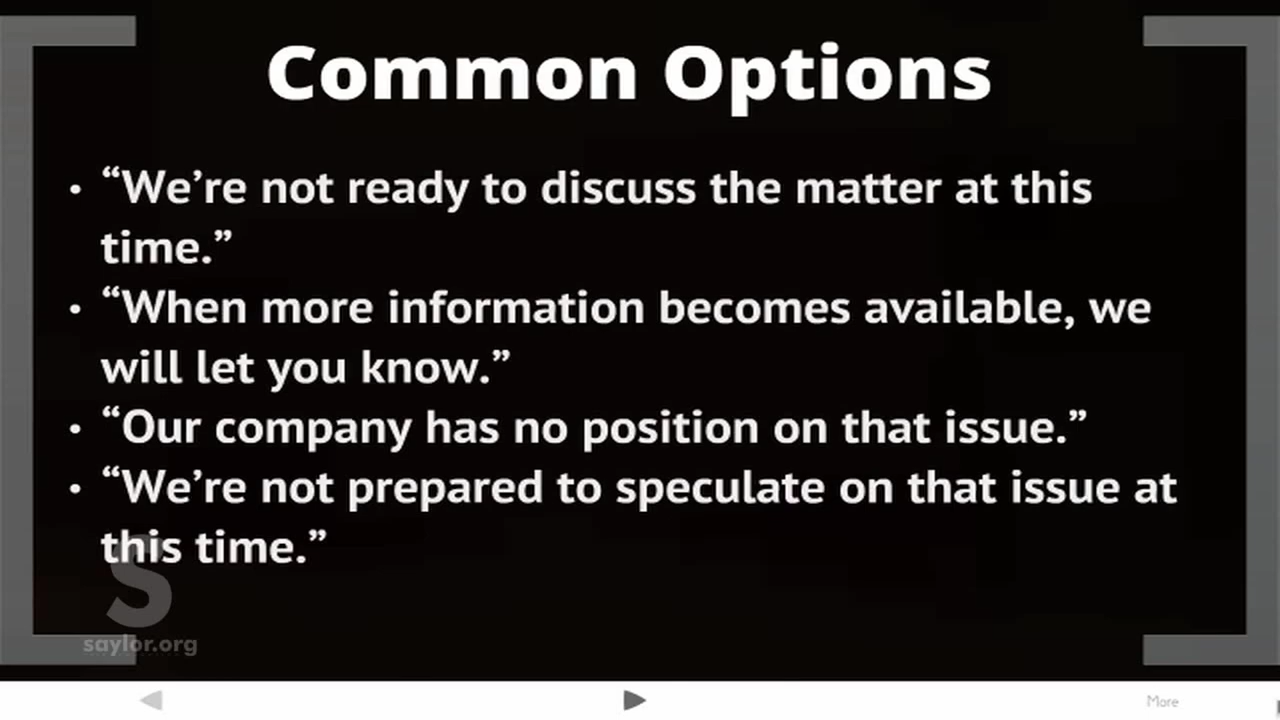 Common Options
• “We’re not ready to discuss the matter at this
time.”
• “When more information becomes available, we
will let you know.”
• “Our company has no position on that issue.”
• “We’re not prepared to speculate on that issue at
this time.”
S
saylor.org
More